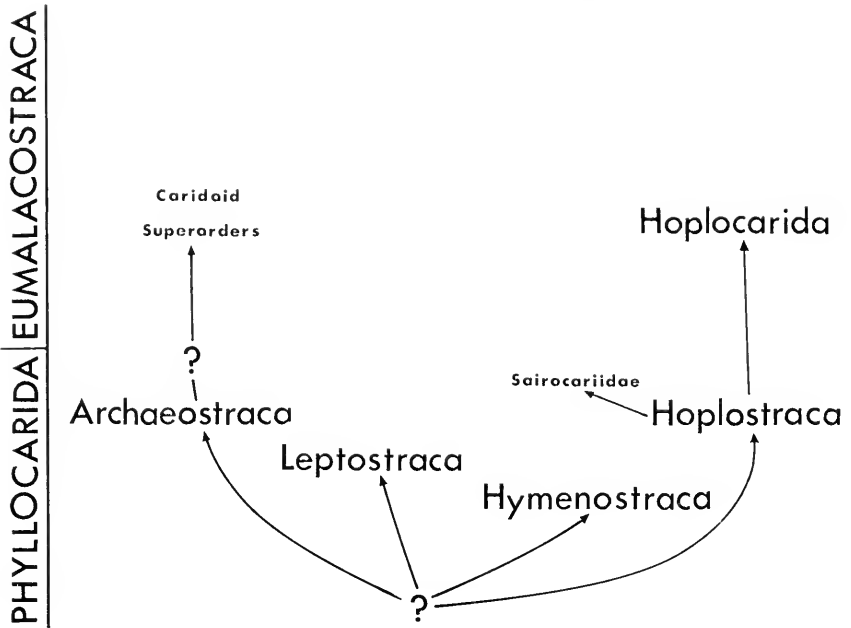 EUMALACOSTRACA
PHYLLOCARIDA
Caridoid
Superorders
Hoplocarida
?
Sairocariidae
Archaeostraca
Hoplostraca
Leptostraca
Hymenostraca
?